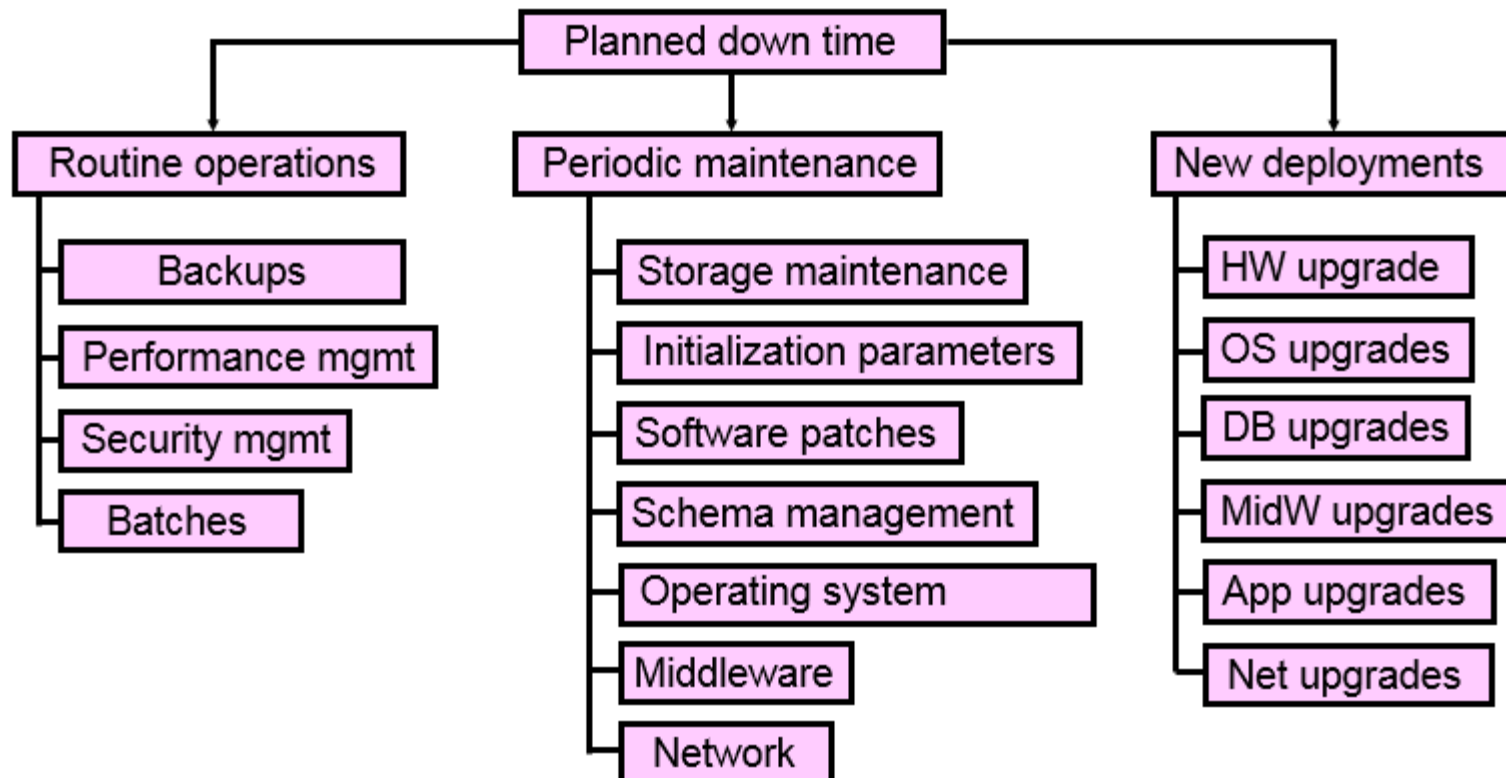 Planned down time
Routine operations
Backups
Performance mgmt
Security mgmt
Batches
Periodic maintenance
Storage maintenance
Initialization parameters
Software patches
Schema management
Operating system
Middleware
Network
New deployments
HW upgrade
OS upgrades
DB upgrades
MidW upgrades
App upgrades
Net upgrades